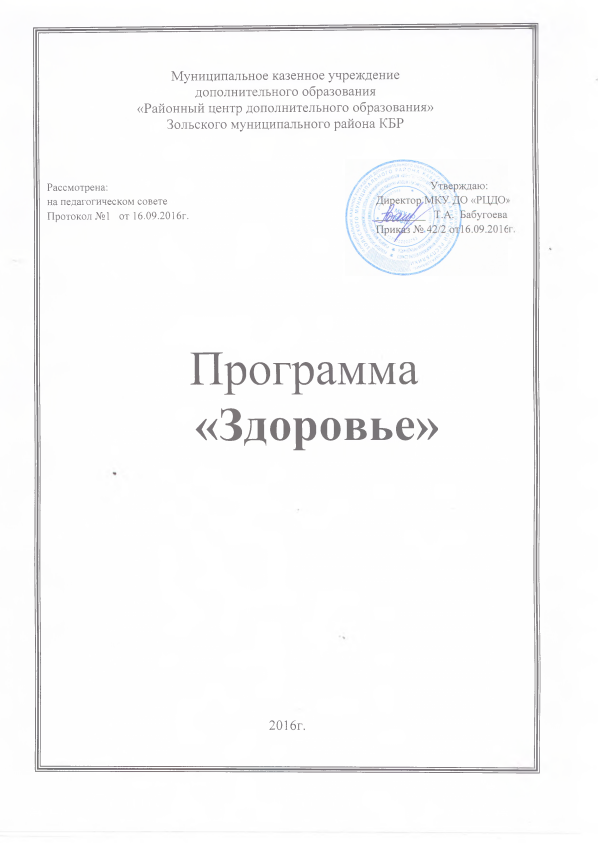 Муниципальное казенное учреждение
дополнительного образования
«Районный центр дополнительного образования»
Зольского муниципального района КБР
Рассмотрена:
на педагогическом совете
Протокол №1 от 16.09.2016г.
Утверждаю:
Директор МКУ ДО «РЦДО»
Т.А. Бабугоева
Приказ № 42/2 от16.09.2016г.
Программа
«Здоровье»
2016г.